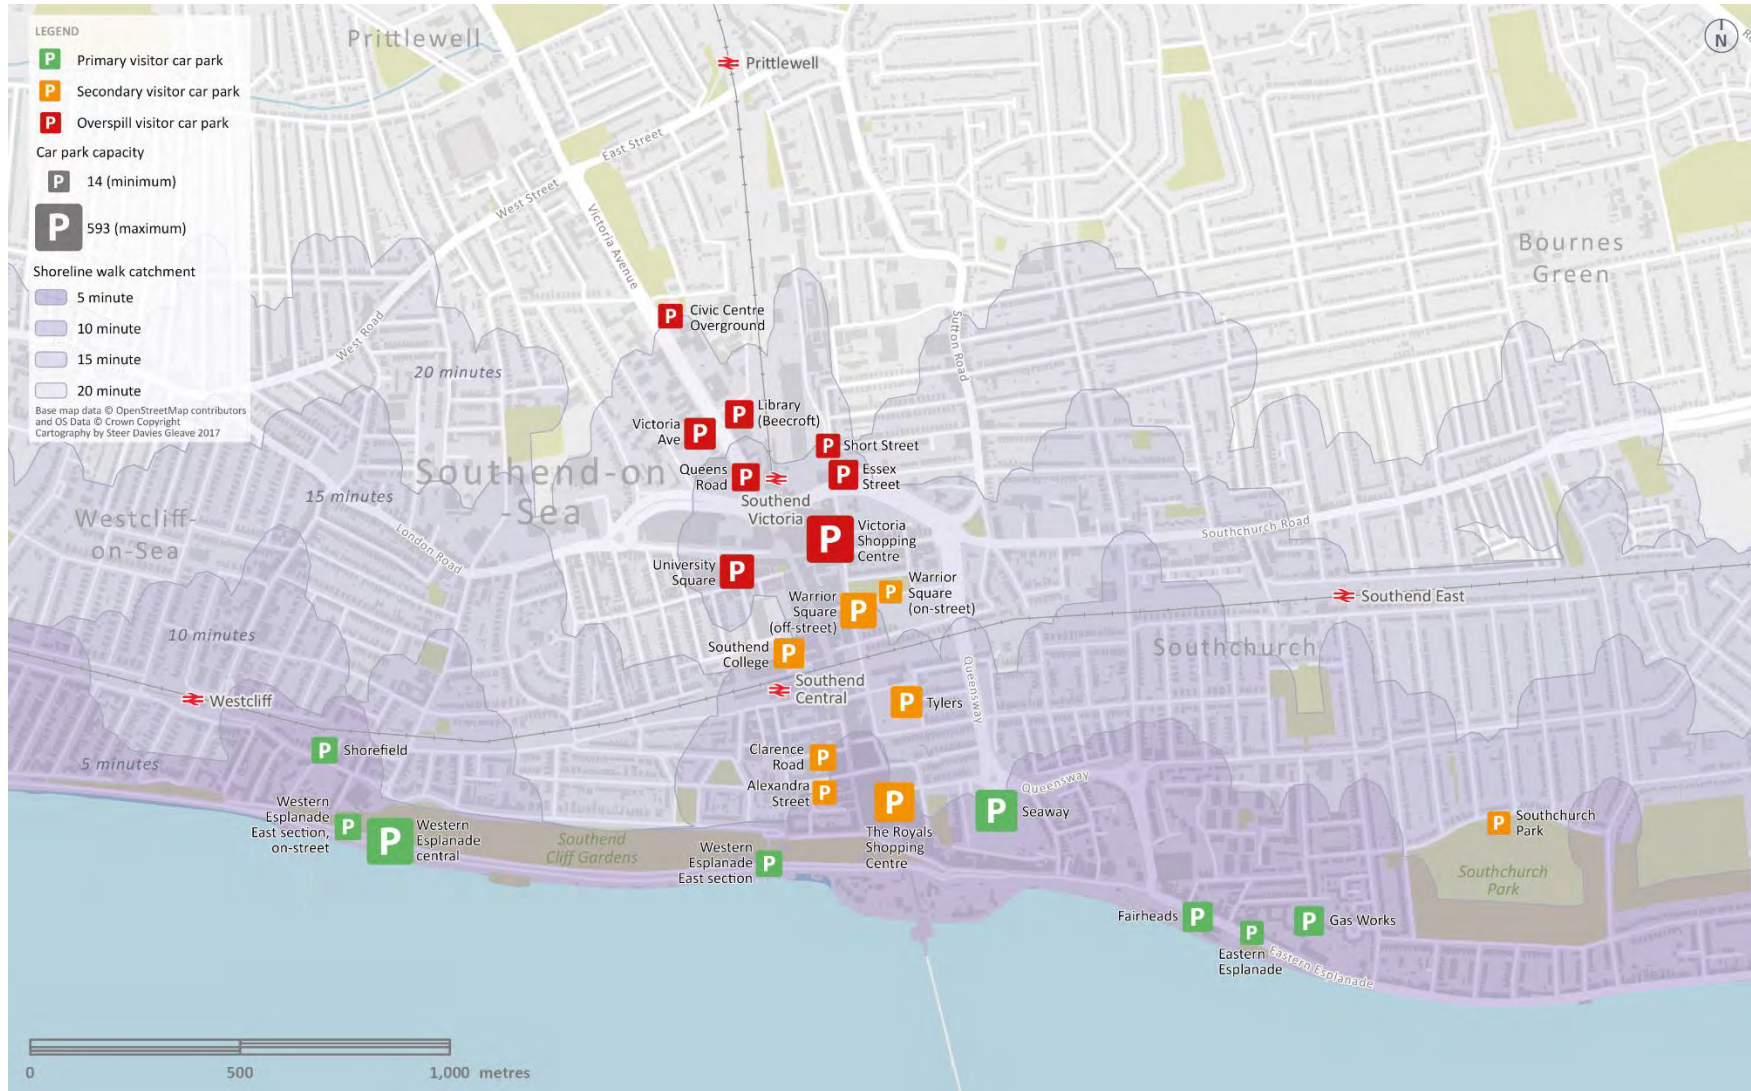 LEGEND
P Primary visitor car park
P Secondary visitor car park
P Overspill visitor car park
Car park capacity
P 14 (minimum)
P 593 (maximum)
Shoreline walk catchment
5 minute
10 minute
15 minute
20 minute
Base map data © OpenStreetMap contributors
and OS Data © Crown Copyright
Cartography by Steer Davies Gleave 2017
Prittlewell
Prittlewell
N
East Street
West Street
Victoria Avenue
Bournes
Green
P Civic Centre
Overground
West Road
Sutton Road
20 minutes
P Library
(Beecroft)
Victoria
Ave P
P Short Street
Queens
Road P
P Essex
Street
Southend-on
-Sea
Southend
Victoria
15 minutes
Westcliff-
on-Sea
London Road
P Victoria
Shopping
Centre
Southchurch Road
University
Square P
P Warrior
Square
(on-street)
Warrior
Square
(off-street) P
Southend East
10 minutes
Southchurch
Southend
College P
Southend
Central
Queensway
Westcliff
P Tylers
P Shorefield
Clarence
Road P
5 minutes
Queensway
Alexandra
Street P
P
The Royals
Shopping
Centre
P Seaway
Western
Esplanade
East section,
on-street P
P Western
Esplanade
central
Southend
Cliff Gardens
Western
Esplanade
East section P
P Southchurch
Park
Southchurch
Park
Fairheads P
P
Eastern
Esplanade
P Gas Works
Eastern Esplanade
0 500 1,000 metres